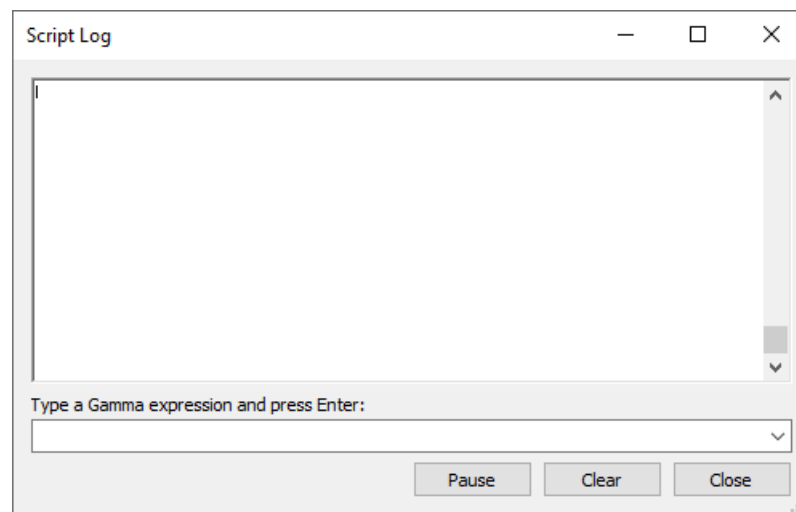 Script Log
Type a Gamma expression and press Enter:
Pause Clear Close